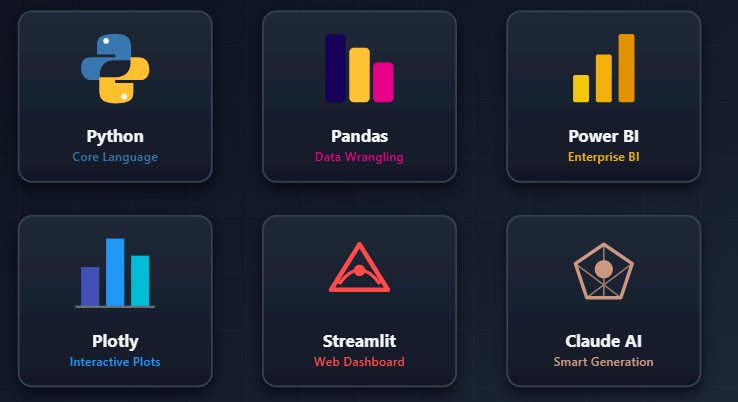 Python
Core Language
Pandas
Data Wrangling
Power BI
Enterprise BI
Plotly
Interactive Plots
Streamlit
Web Dashboard
Claude AI
Smart Generation